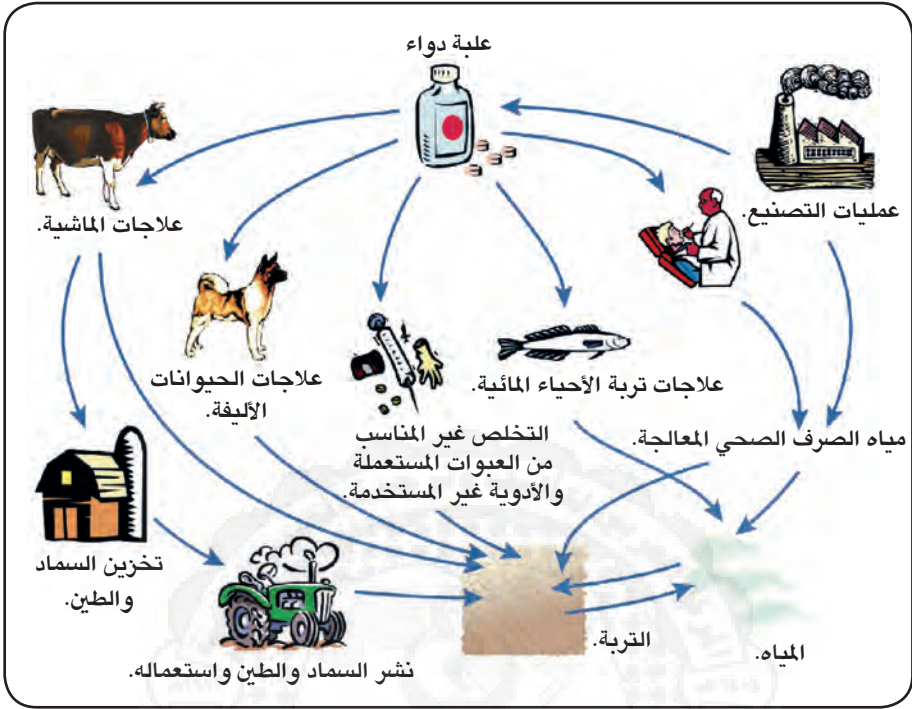 علبة دواء
عمليات التصنيع.
علاجات الماشية.
علاجات الحيوانات
الأليفة.
علاجات تربة الأحياء المائية.
التخلص غير المناسب
من العبوات المستعملة
والأدوية غير المستخدمة.
مياه الصرف الصحي المعالجة.
تخزين السماد
والطين.
نشر السماد والطين واستعماله.
التربة.
المياه.